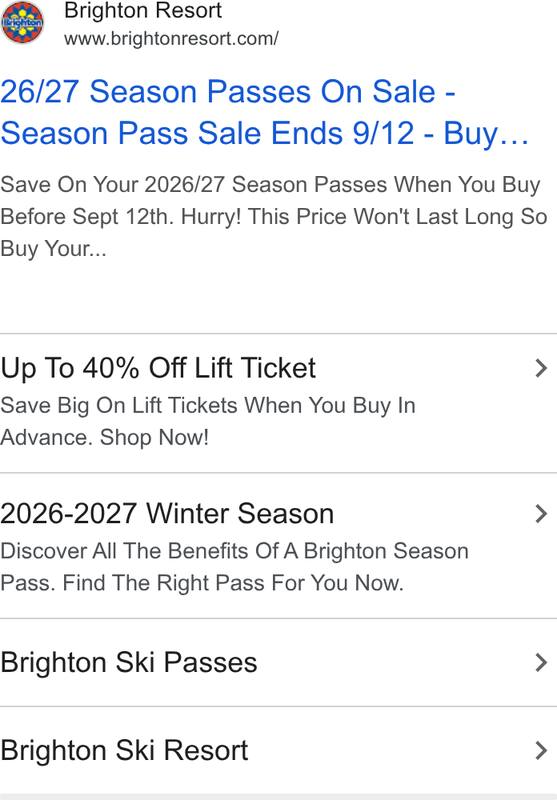 Brighton
Brighton Resort
www.brightonresort.com/
26/27 Season Passes On Sale -
Season Pass Sale Ends 9/12 - Buy...
Save On Your 2026/27 Season Passes When You Buy
Before Sept 12th. Hurry! This Price Won't Last Long So
Buy Your...
Up To 40% Off Lift Ticket
Save Big On Lift Tickets When You Buy In
Advance. Shop Now!
2026-2027 Winter Season
Discover All The Benefits Of A Brighton Season
Pass. Find The Right Pass For You Now.
Brighton Ski Passes
Brighton Ski Resort